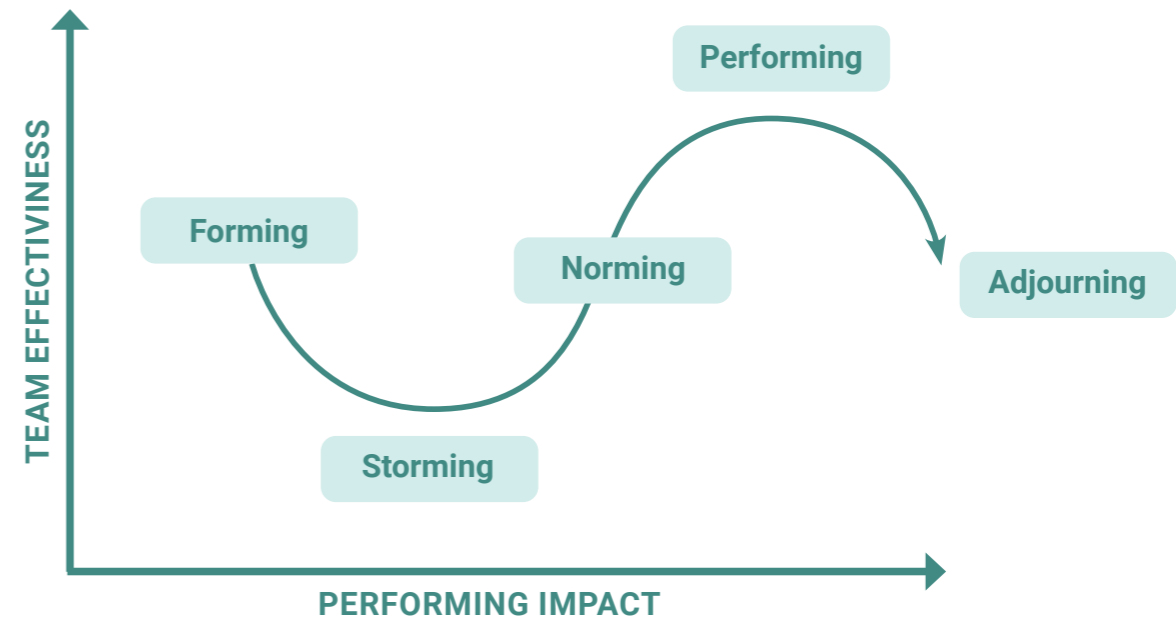 Performing
TEAM EFFECTIVINESS
Forming
Norming
Adjourning
Storming
PERFORMING IMPACT